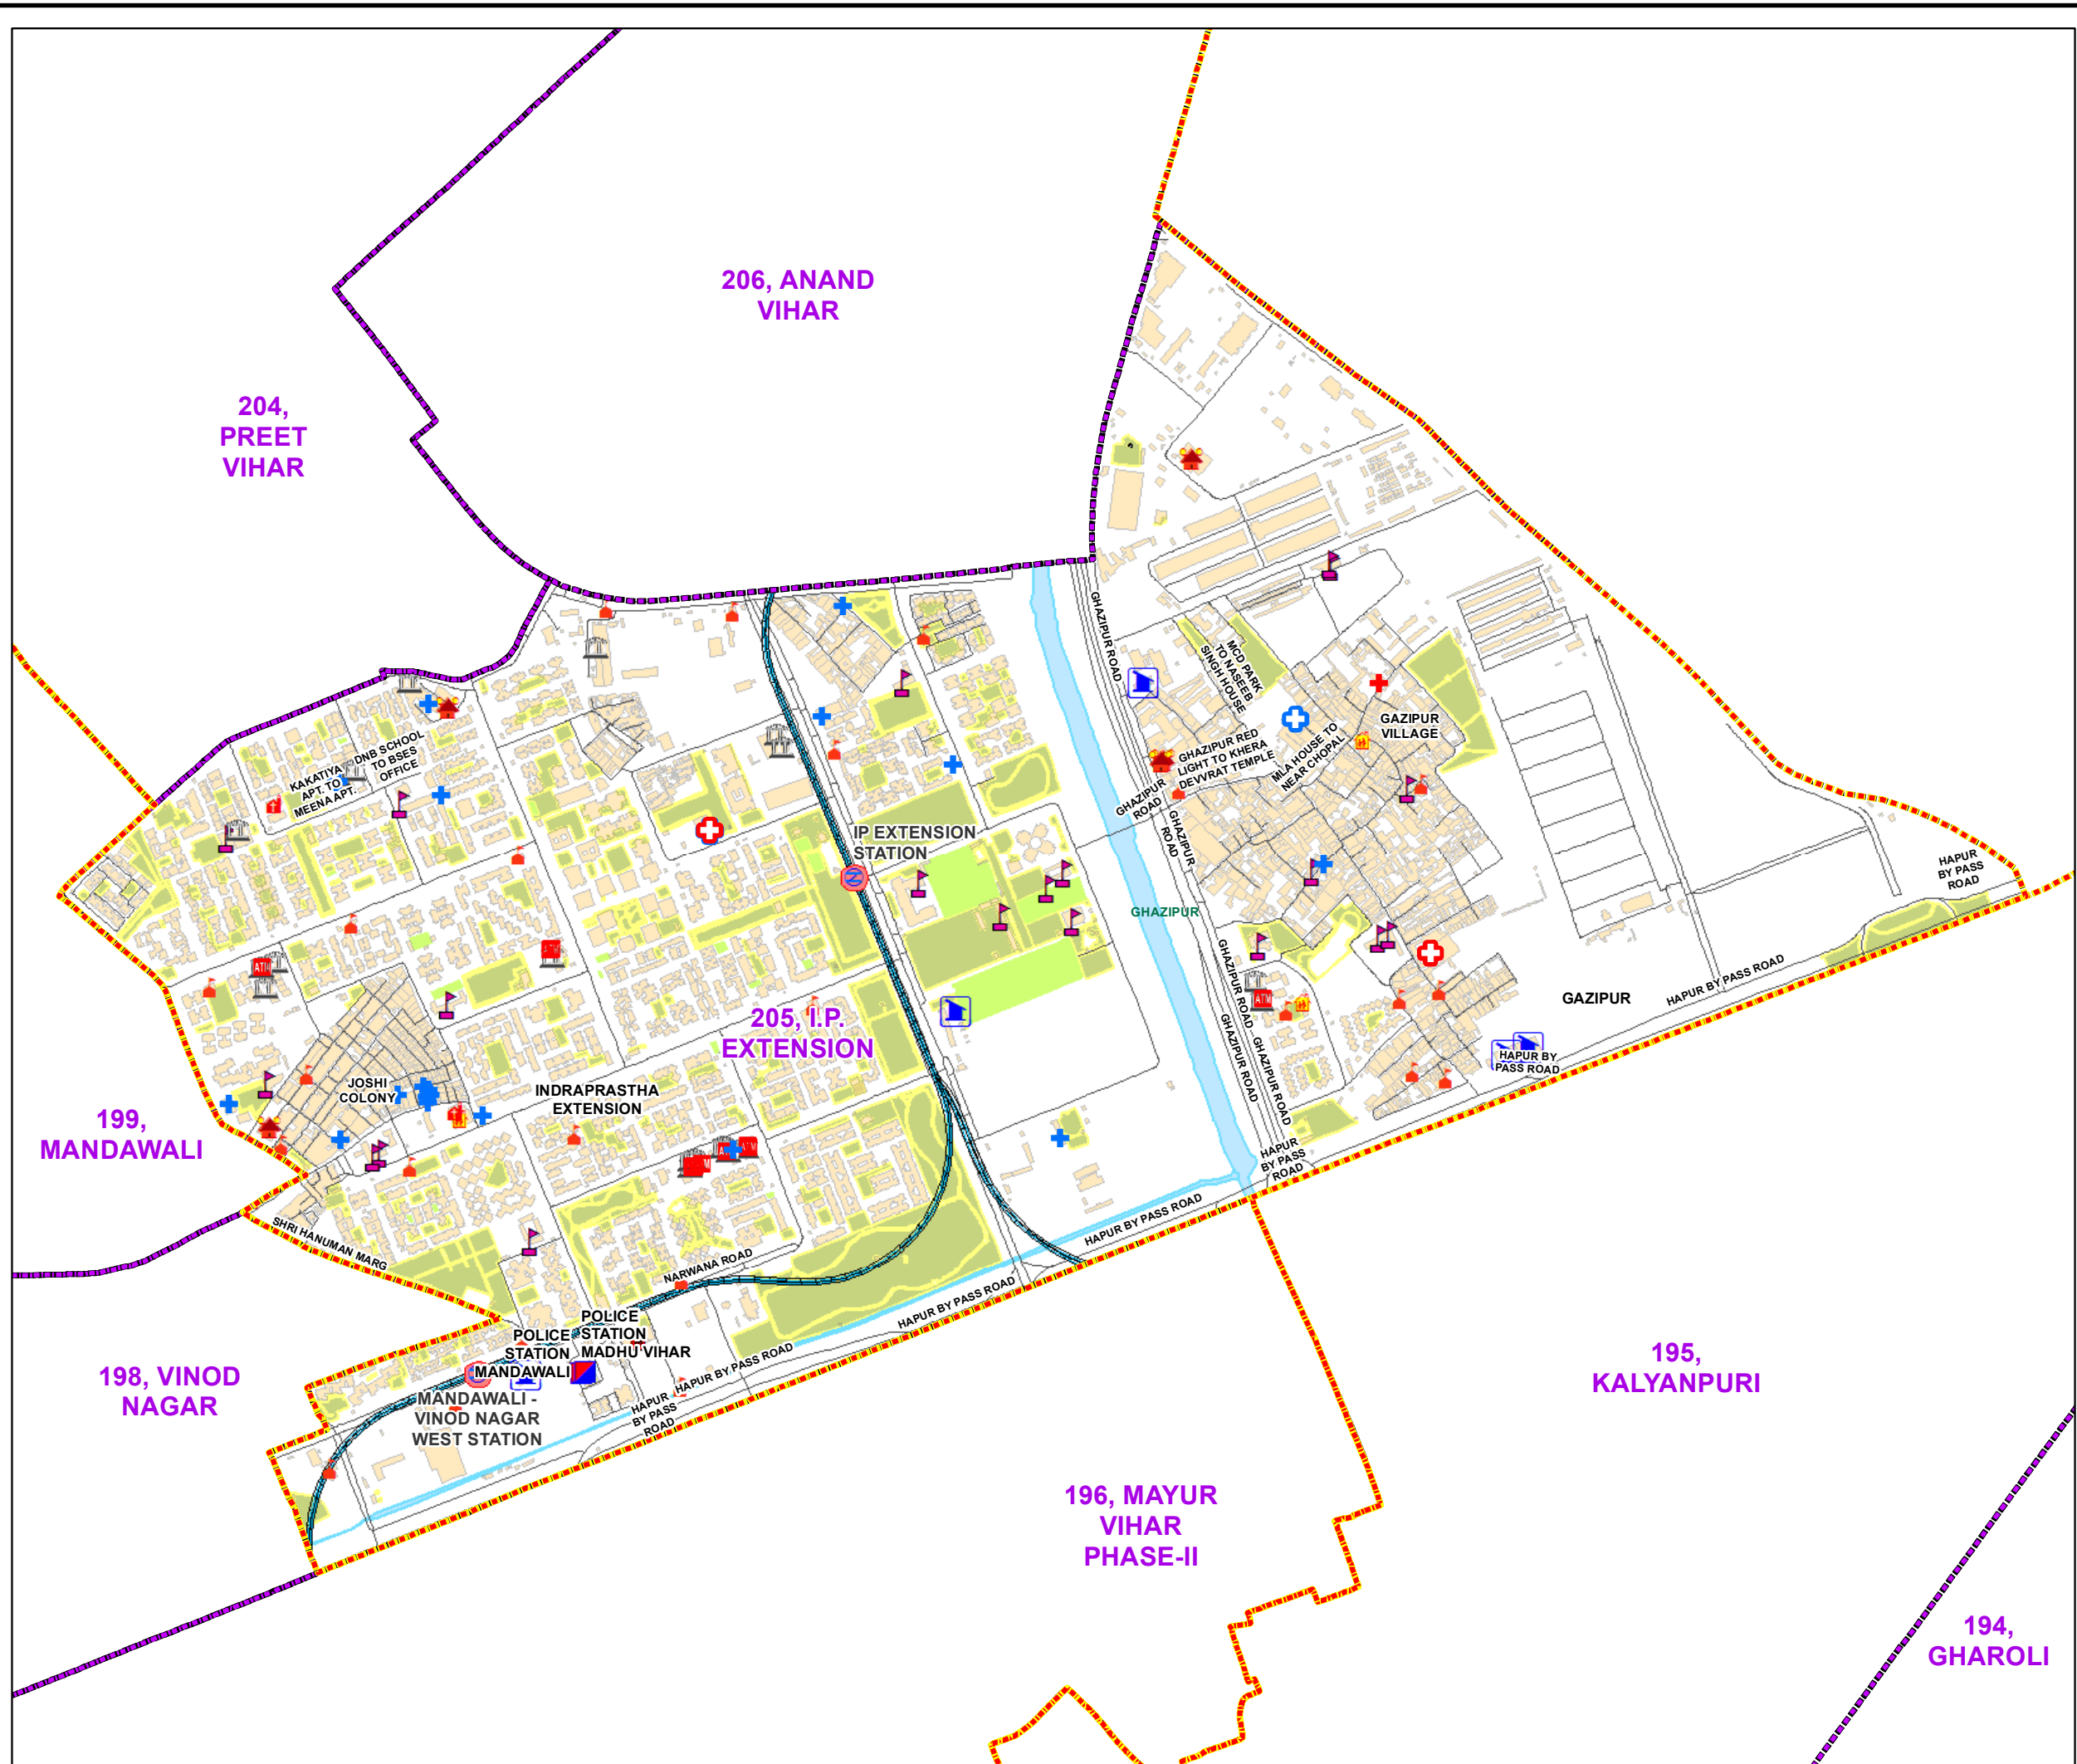 206, ANAND
VIHAR
204,
PREET
VIHAR
GHAZIPUR ROAD
MCD PARK
TO NASEEB
SINGH HOUSE
GAZIPUR
VILLAGE
KAKATIYA
APT. TO
MEENA APT.
DNB SCHOOL
TO BSES
OFFICE
GHAZIPUR RED
LIGHT TO KHERA
DEVVRAT TEMPLE
MLA HOUSE TO
NEAR CHOPAL
GHAZIPUR
ROAD
GHAZIPUR
ROAD
IP EXTENSION
STATION
HAPUR
BY PASS
ROAD
GHAZIPUR
ATM
ATM
GHAZIPUR ROAD
GHAZIPUR ROAD
GHAZIPUR ROAD
GAZIPUR
HAPUR BY PASS ROAD
205, I.P.
EXTENSION
HAPUR BY
PASS ROAD
JOSHI
COLONY
INDRAPRASTHA
EXTENSION
199,
MANDAWALI
ATM
HAPUR
BY PASS
ROAD
SHRI HANUMAN MARG
HAPUR BY PASS ROAD
NARWANA ROAD
HAPUR BY PASS ROAD
POLICE
STATION
MADHU VIHAR
POLICE
STATION
MANDAWALI
HAPUR BY PASS ROAD
HAPUR
BY PASS
ROAD
MANDAWALI -
VINOD NAGAR
WEST STATION
198, VINOD
NAGAR
195,
KALYANPURI
196, MAYUR
VIHAR
PHASE-II
194,
GHAROLI